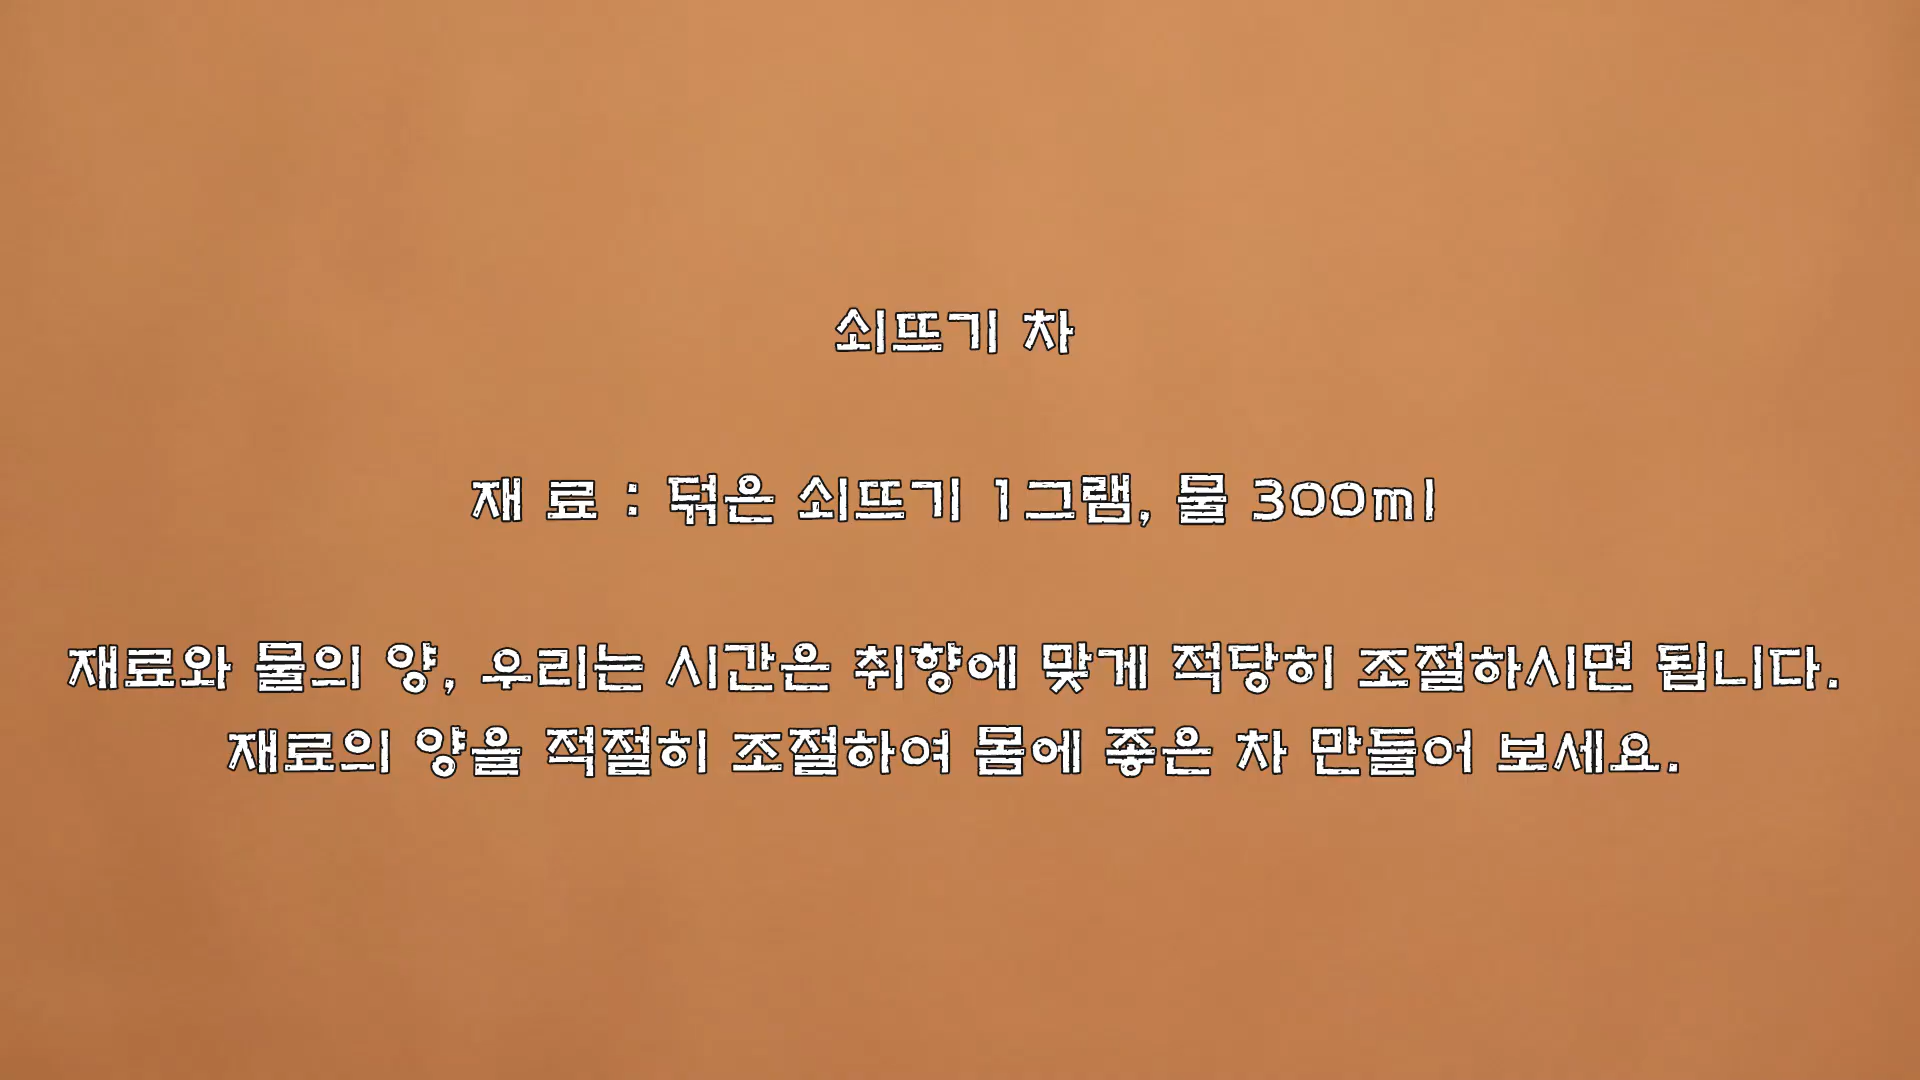 쇠뜨기 차
재 료 : 덖은 쇠뜨기 1그램, 물 300ml
재료와 물의 양, 우리는 시간은 취향에 맞게 적당히 조절하시면 됩니다.
재료의 양을 적절히 조절하여 몸에 좋은 차 만들어 보세요.